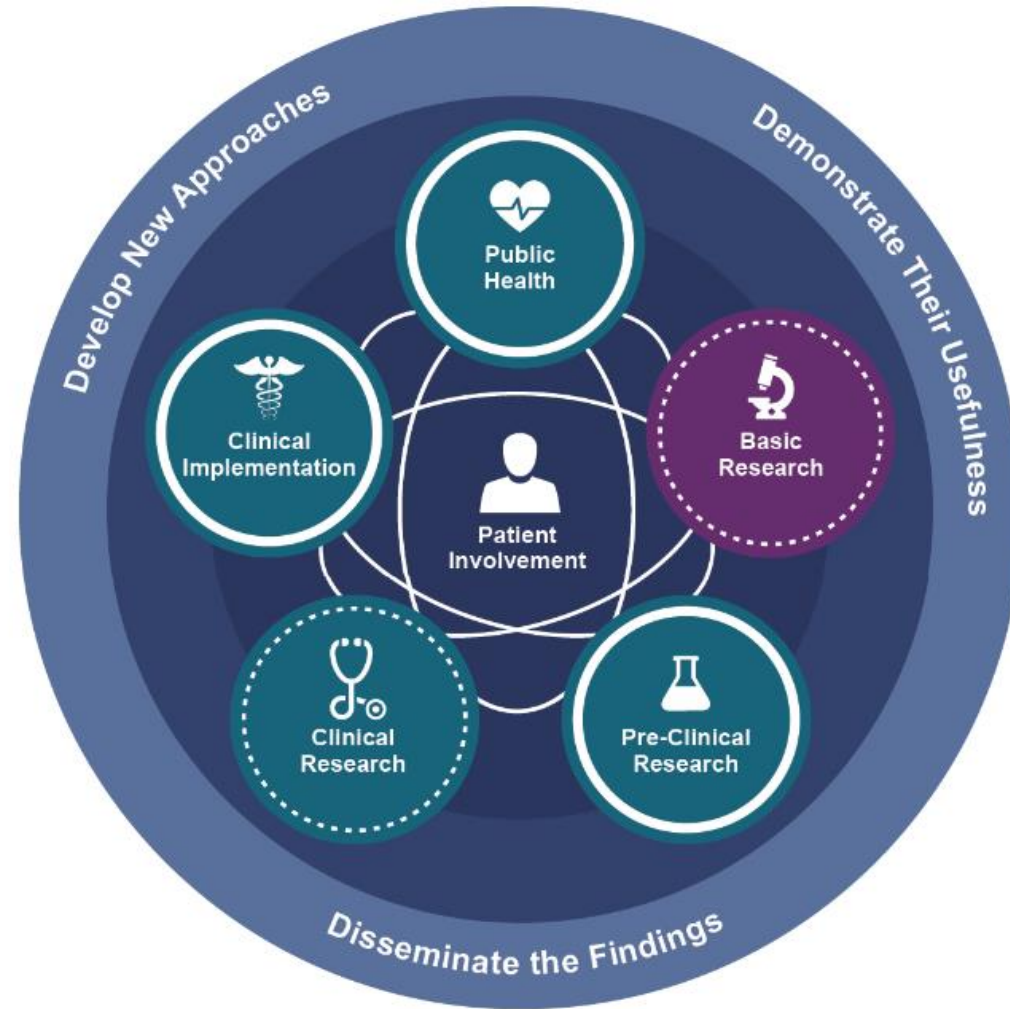 Develop New Approaches
Demonstrate Their Usefulness
Public
Health
Clinical
Implementation
Basic
Research
Patient
Involvement
Clinical
Research
Pre-Clinical
Research
Disseminate the Findings